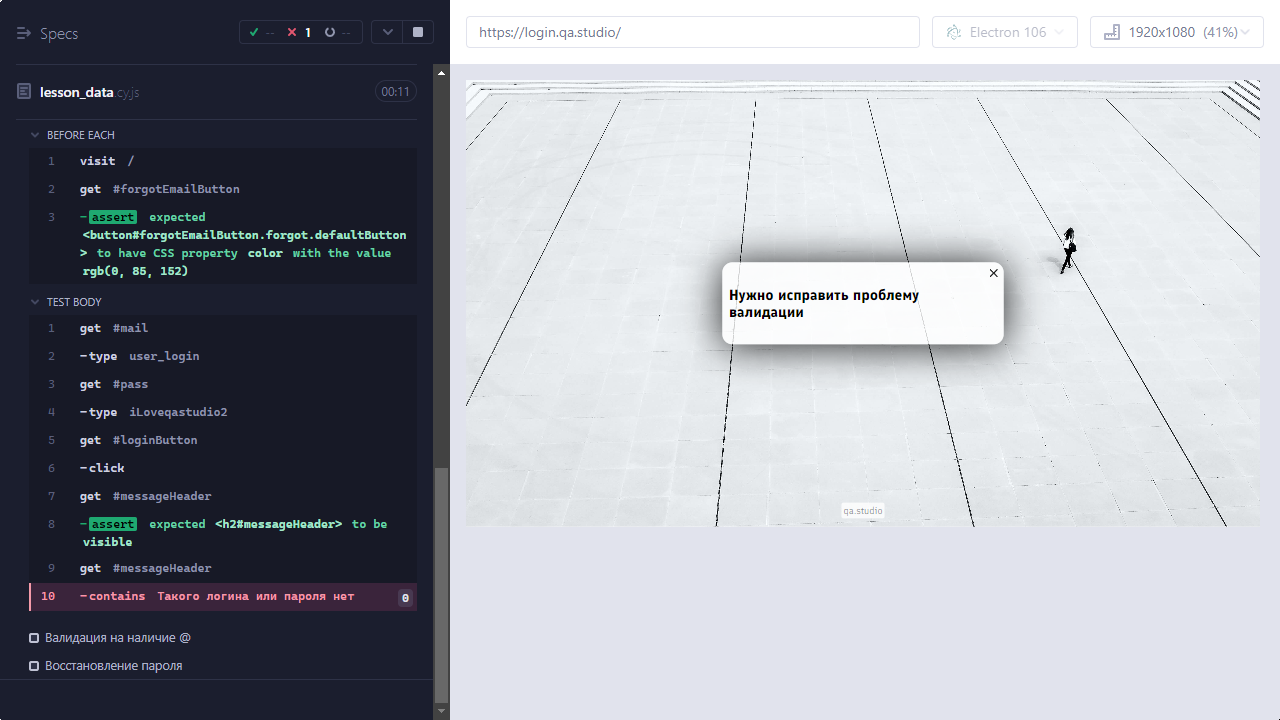 Specs
-- 1 --
lesson_data.cy.js
00:11
BEFORE EACH
1 visit /
2 get #forgotEmailButton
3 -assert expected
<button#forgotEmailButton.forgot.defaultButton
> to have CSS property color with the value
rgb(0, 85, 152)
TEST BODY
1 get #mail
2 -type user_login
3 get #pass
4 -type iLoveqastudio2
5 get #loginButton
6 -click
7 get #messageHeader
8 -assert expected <h2#messageHeader> to be
visible
9 get #messageHeader
10 -contains Такого логина или пароля нет 0
Валидация на наличие @
Восстановление пароля
https://login.qa.studio/
Electron 106
1920x1080 (41%)
Нужно исправить проблему
валидации
qa.studio